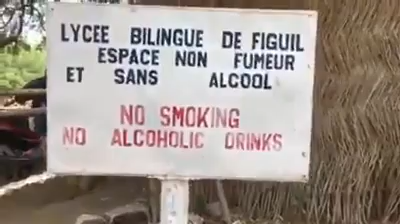 LYCEE BILINGUE DE FIGUIL
ESPACE NON FUMEUR
ET SANS ALCOOL
NO SMOKING
NO ALCOHOLIC DRINKS